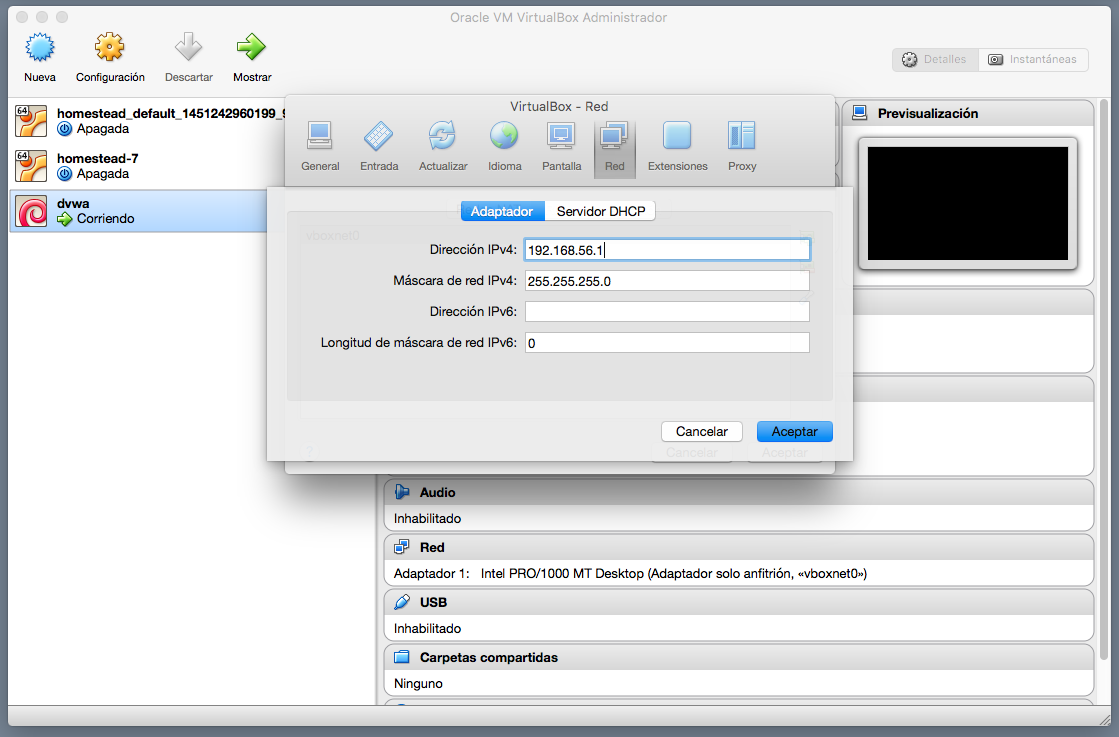 Oracle VM VirtualBox Administrador
Nueva
Configuración
Descartar
Mostrar
Detalles
Instantáneas
64
homestead_default_1451242960199_9
Apagada
64
homestead-7
Apagada
dvwa
Corriendo
VirtualBox - Red
General
Entrada
Actualizar
Idioma
Pantalla
Red
Extensiones
Proxy
Previsualización
Adaptador
Servidor DHCP
vboxnet0
Dirección IPv4: 192.168.56.1
Máscara de red IPv4: 255.255.255.0
Dirección IPv6:
Longitud de máscara de red IPv6: 0
Cancelar
Aceptar
Cancelar
Aceptar
Audio
Inhabilitado
Red
Adaptador 1: Intel PRO/1000 MT Desktop (Adaptador solo anfitrión, «vboxnet0»)
USB
Inhabilitado
Carpetas compartidas
Ninguno